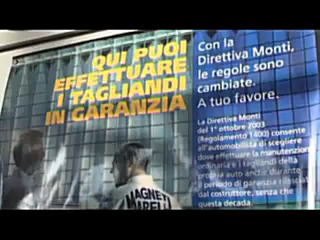 QUI PUOI
EFFETTUARE
I TAGLIANDI
IN GARANZIA
Con la
Direttiva Monti,
le regole sono
cambiate.
A tuo favore.
La Direttiva Monti
del 1° ottobre 2003
(Regolamento 1400) consente
all'automobilista di scegliere
dove effettuare la manutenzione
ordinaria e i tagliandi della
propria auto anche durante
il periodo di garanzia rilasciata
dal costruttore, senza che
questa decada.
MAGNETI
MARELLI